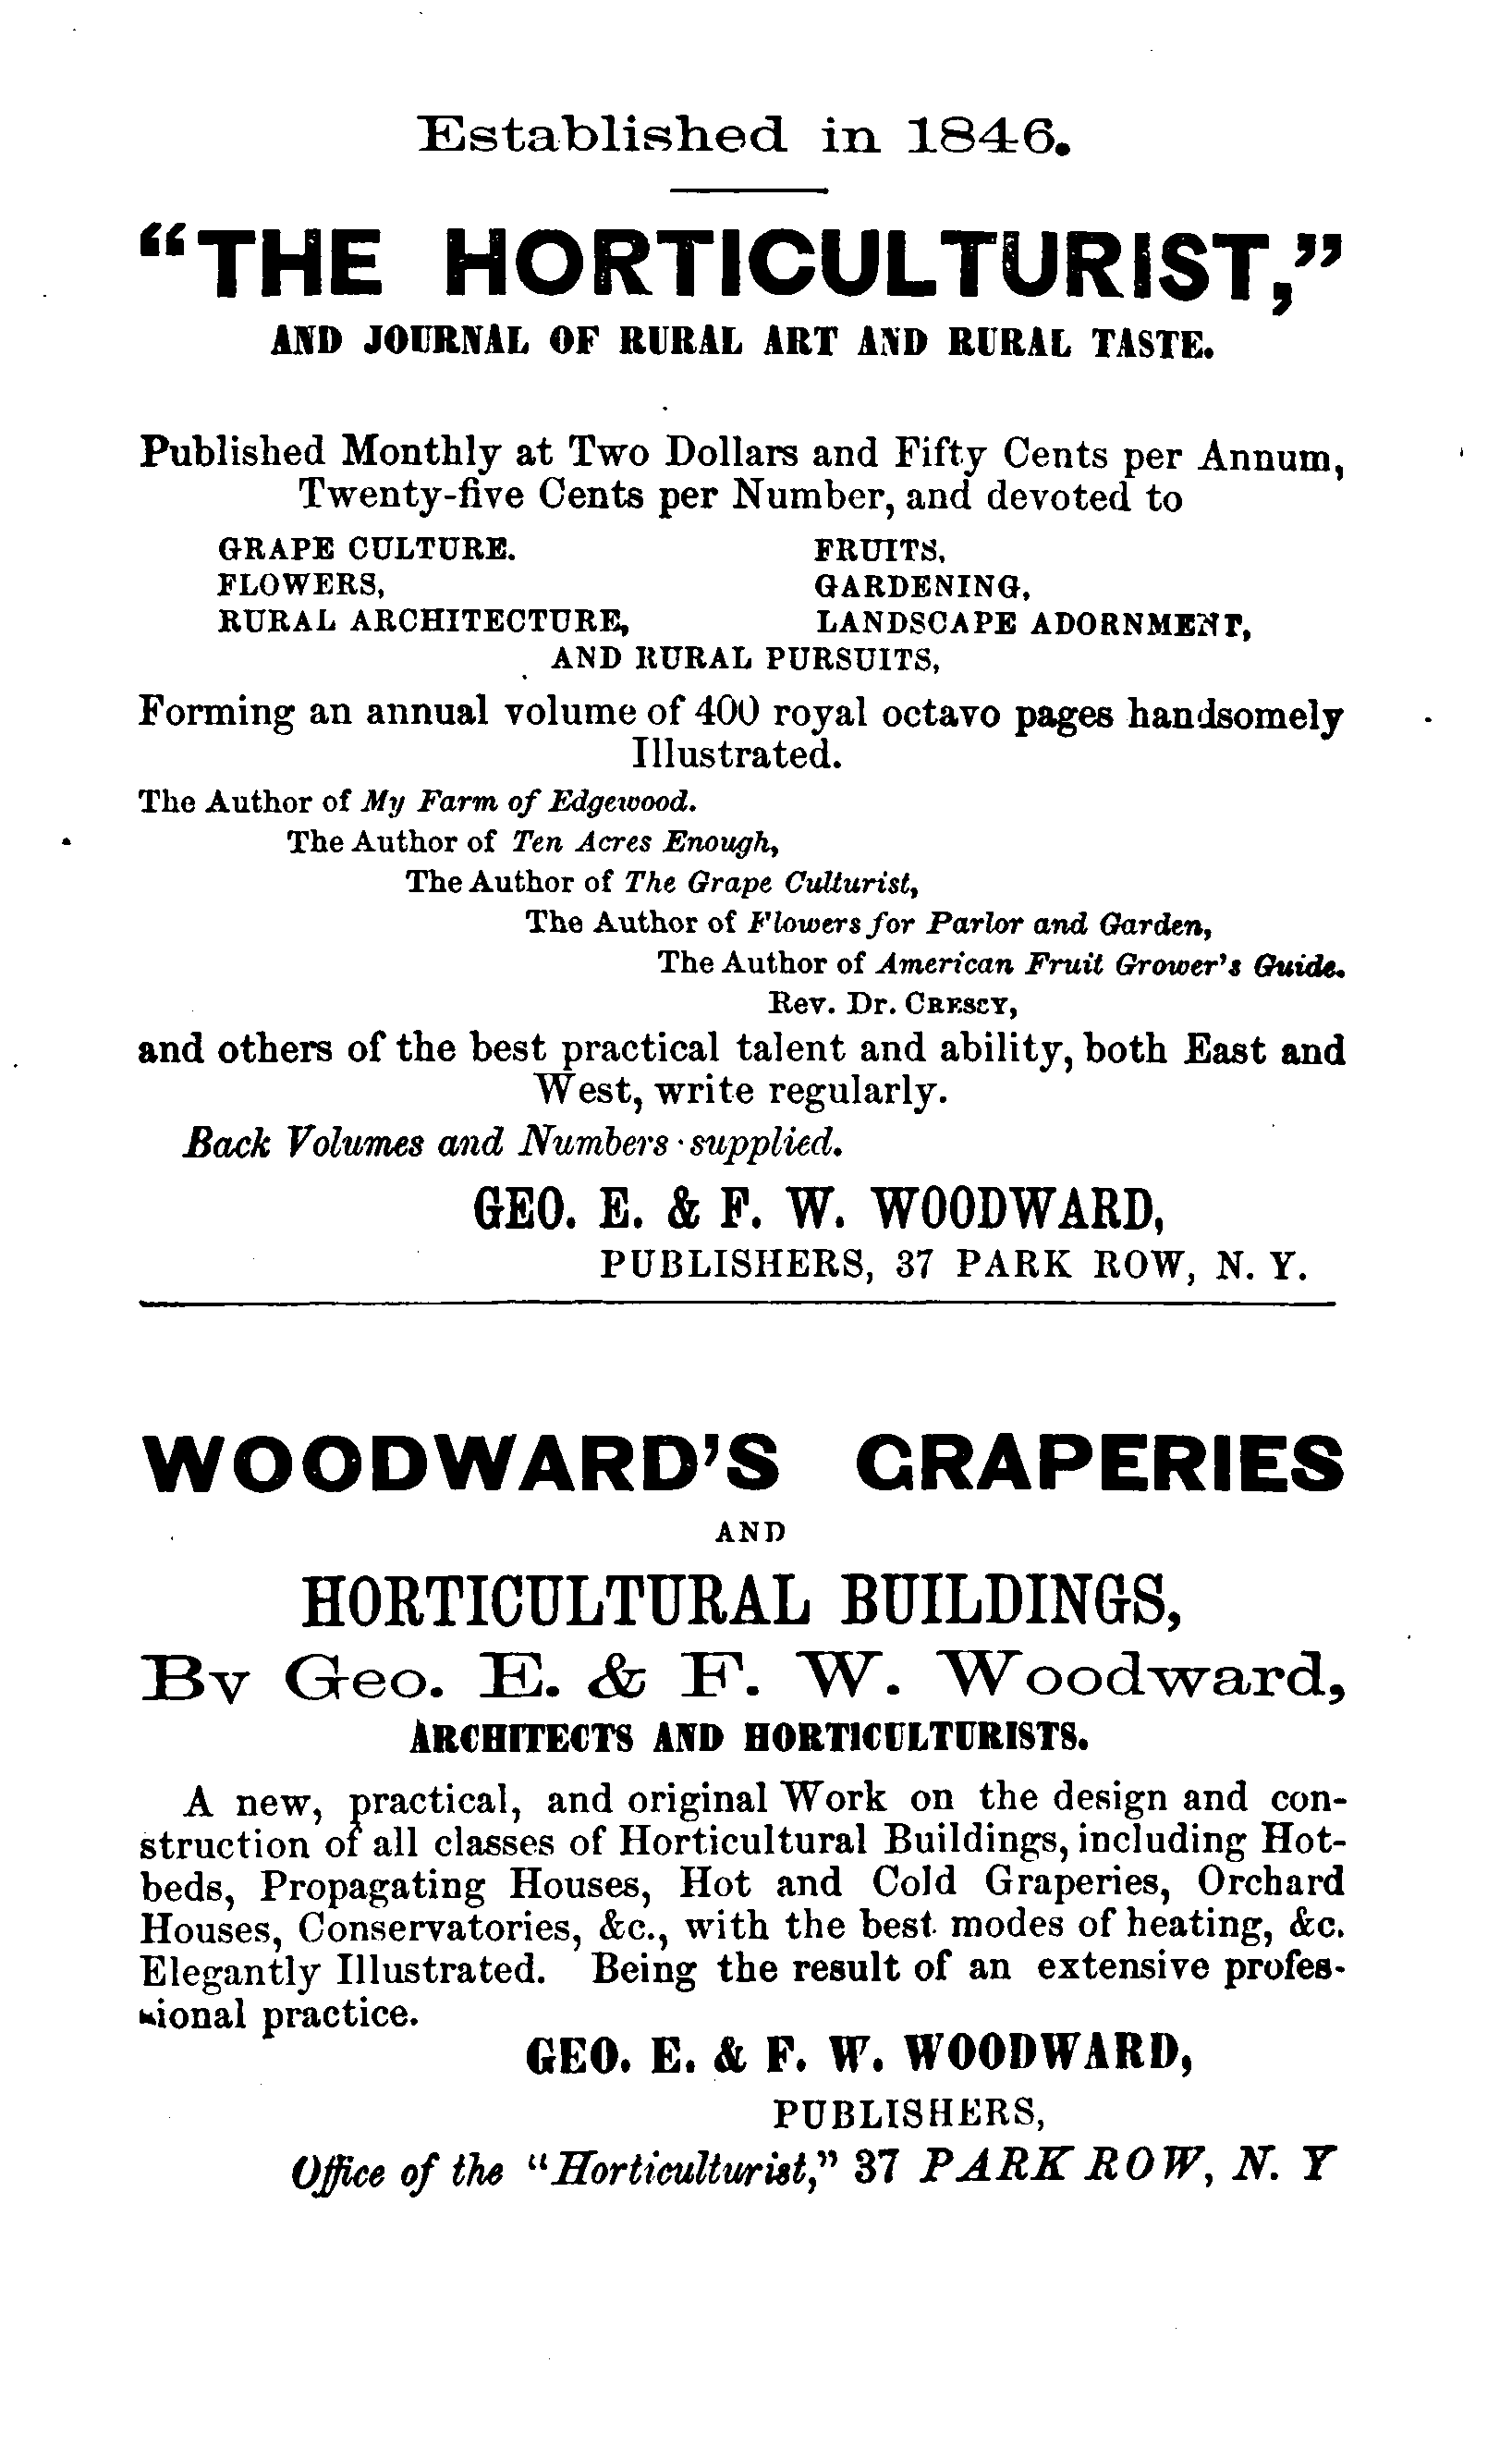 Established in 1846.
"THE HORTICULTURIST,"
AND JOURNAL OF RURAL ART AND RURAL TASTE.
Published Monthly at Two Dollars and Fifty Cents per Annum,
Twenty-five Cents per Number, and devoted to
GRAPE CULTURE. FRUITS,
FLOWERS, GARDENING,
RURAL ARCHITECTURE, LANDSCAPE ADORNMENT,
AND RURAL PURSUITS,
Forming an annual volume of 400 royal octavo pages handsomely
Illustrated.
The Author of My Farm of Edgewood.
The Author of Ten Acres Enough,
The Author of The Grape Culturist,
The Author of Flowers for Parlor and Garden,
The Author of American Fruit Grower's Guide.
Rev. Dr. CRESCY,
and others of the best practical talent and ability, both East and
West, write regularly.
Back Volumes and Numbers supplied.
GEO. E. & F. W. WOODWARD,
PUBLISHERS, 37 PARK ROW, N. Y.
WOODWARD'S GRAPERIES
AND
HORTICULTURAL BUILDINGS,
By Geo. E. & F. W. Woodward,
ARCHITECTS AND HORTICULTURISTS.
A new, practical, and original Work on the design and con-
struction of all classes of Horticultural Buildings, including Hot-
beds, Propagating Houses, Hot and Cold Graperies, Orchard
Houses, Conservatories, &c., with the best modes of heating, &c.
Elegantly Illustrated. Being the result of an extensive profes-
sional practice.
GEO. E. & F. W. WOODWARD,
PUBLISHERS,
Office of the "Horticulturist," 37 PARK ROW, N. Y